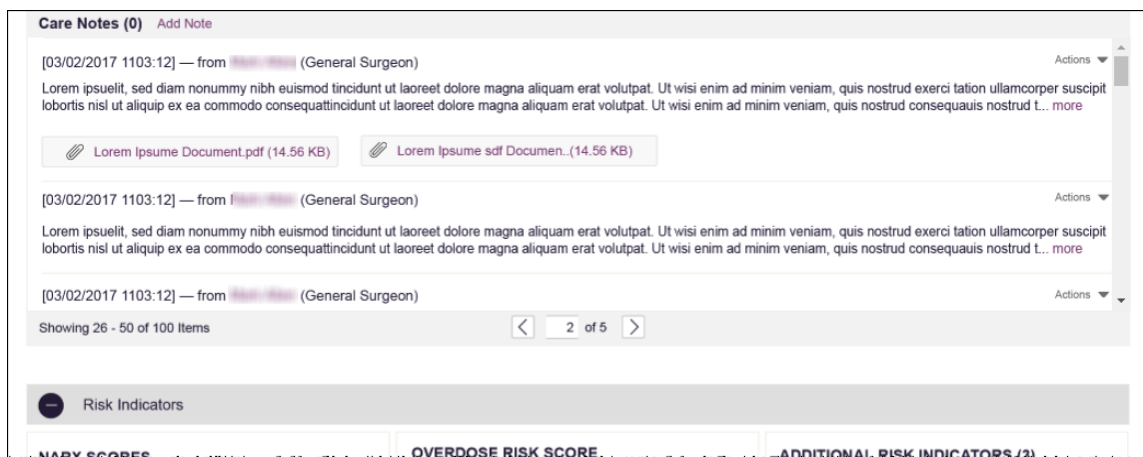 Care Notes (0) Add Note
[03/02/2017 1103:12] — from (General Surgeon) Actions
Lorem ipsuelit, sed diam nonummy nibh euismod tincidunt ut laoreet dolore magna aliquam erat volutpat. Ut wisi enim ad minim veniam, quis nostrud exerci tation ullamcorper suscipit
lobortis nisl ut aliquip ex ea commodo consequattincidunt ut laoreet dolore magna aliquam erat volutpat. Ut wisi enim ad minim veniam, quis nostrud consequauis nostrud t... more
Lorem Ipsume Document.pdf (14.56 KB) Lorem Ipsume sdf Documen..(14.56 KB)
[03/02/2017 1103:12] — from (General Surgeon) Actions
Lorem ipsuelit, sed diam nonummy nibh euismod tincidunt ut laoreet dolore magna aliquam erat volutpat. Ut wisi enim ad minim veniam, quis nostrud exerci tation ullamcorper suscipit
lobortis nisl ut aliquip ex ea commodo consequattincidunt ut laoreet dolore magna aliquam erat volutpat. Ut wisi enim ad minim veniam, quis nostrud consequauis nostrud t... more
[03/02/2017 1103:12] — from (General Surgeon) Actions
Showing 26 - 50 of 100 Items 2 of 5
Risk Indicators
NARX SCORES OVERDOSE RISK SCORE ADDITIONAL RISK INDICATORS (3)